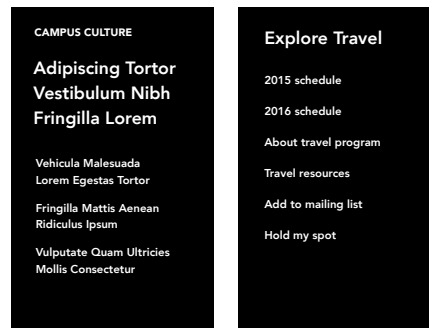 CAMPUS CULTURE
Adipiscing Tortor
Vestibulum Nibh
Fringilla Lorem
Vehicula Malesuada
Lorem Egestas Tortor
Fringilla Mattis Aenean
Ridiculus Ipsum
Vulputate Quam Ultricies
Mollis Consectetur
Explore Travel
2015 schedule
2016 schedule
About travel program
Travel resources
Add to mailing list
Hold my spot